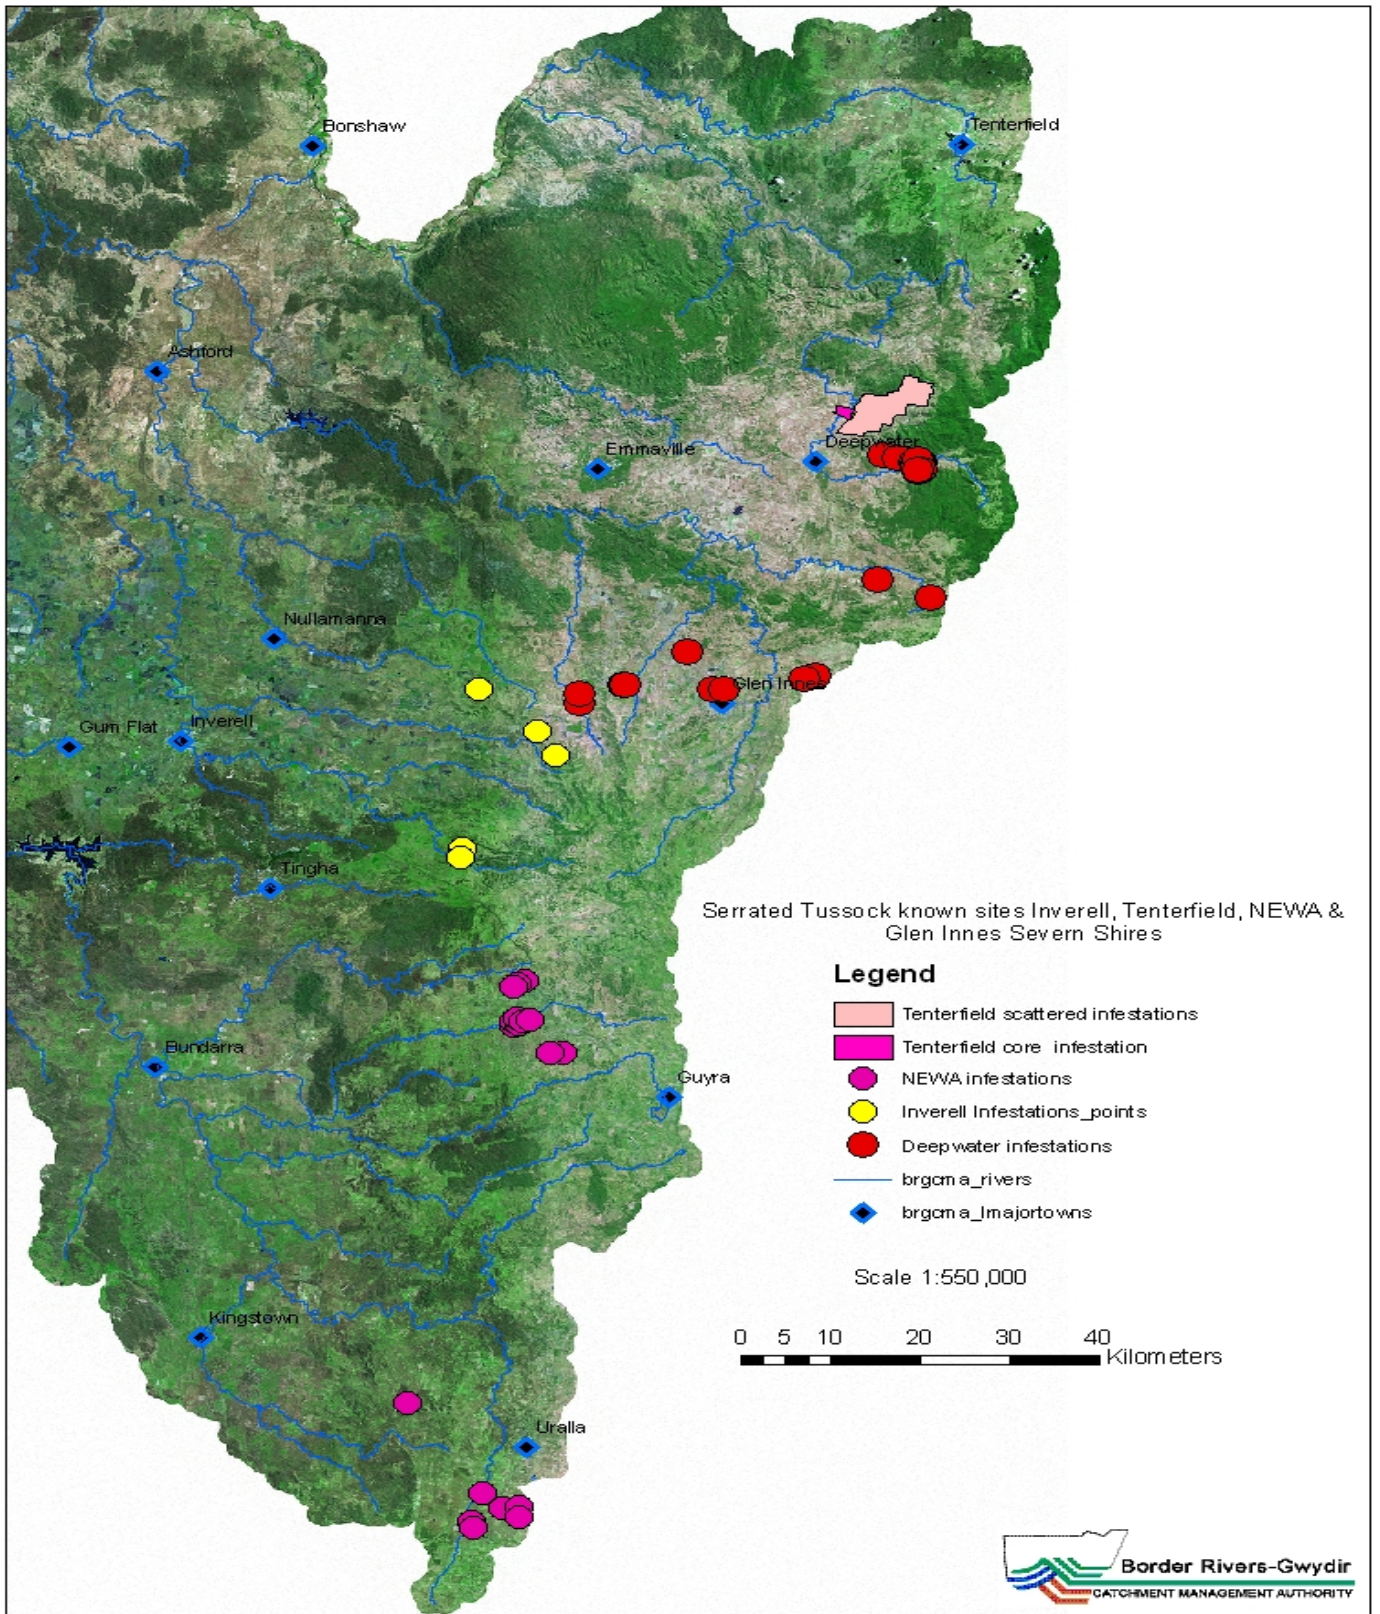 Bonshaw
Tenterfield
Ashford
Emmaville
Deepwater
Nullamanna
Glen Innes
Gum Flat
Inverell
Tingha
Serrated Tussock known sites Inverell, Tenterfield, NEWA &
Glen Innes Severn Shires
Legend
Tenterfield scattered infestations
Tenterfield core infestation
NEWA infestations
Inverell Infestations_points
Deepwater infestations
brgcma_rivers
brgcma_lmajortowns
Bundarra
Guyra
Scale 1:550,000
0 5 10 20 30 40
Kilometers
Kingstown
Uralla
Border Rivers-Gwydir
CATCHMENT MANAGEMENT AUTHORITY